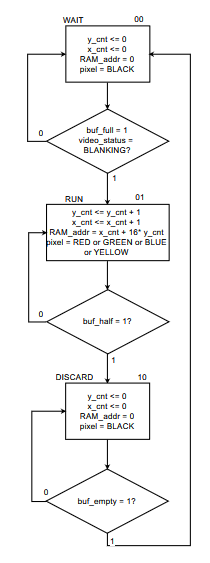 WAIT 00
y_cnt <= 0
x_cnt <= 0
RAM_addr = 0
pixel = BLACK
0
buf_full = 1
video_status =
BLANKING?
1
RUN 01
y_cnt <= y_cnt + 1
x_cnt <= x_cnt + 1
RAM_addr = x_cnt + 16* y_cnt
pixel = RED or GREEN or BLUE
or YELLOW
0
buf_half = 1?
1
DISCARD 10
y_cnt <= 0
x_cnt <= 0
RAM_addr = 0
pixel = BLACK
0
buf_empty = 1?
1